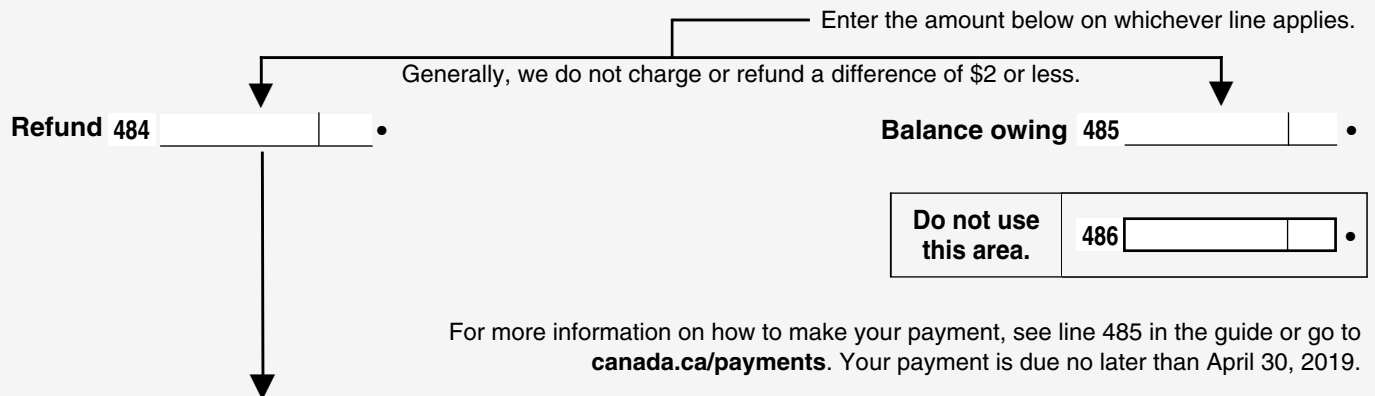 Enter the amount below on whichever line applies.
Generally, we do not charge or refund a difference of $2 or less.
Refund 484 •
Balance owing 485 •
Do not use
this area.
486 •
For more information on how to make your payment, see line 485 in the guide or go to
canada.ca/payments. Your payment is due no later than April 30, 2019.